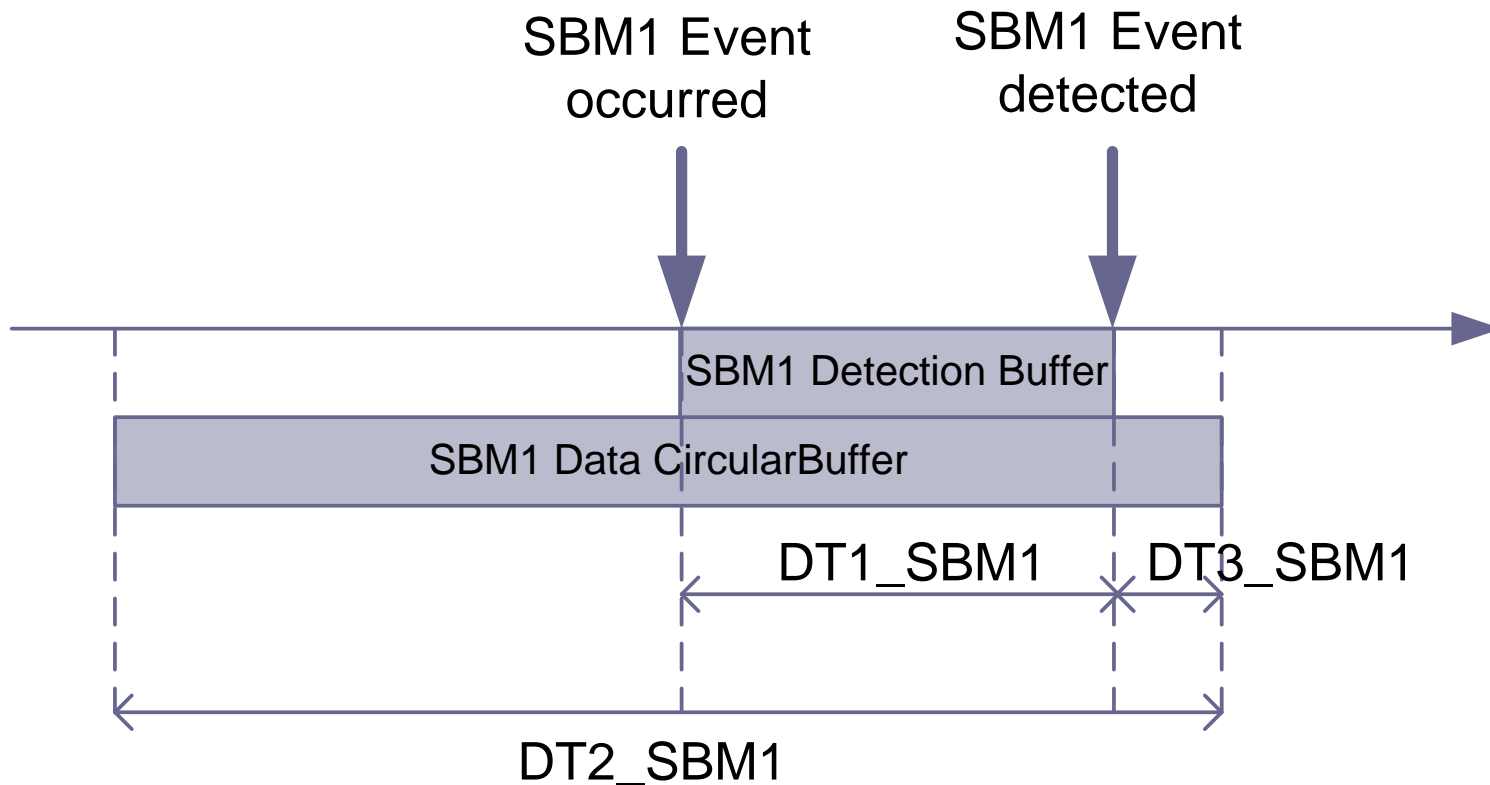 SBM1 Event
occurred
SBM1 Event
detected
SBM1 Detection Buffer
SBM1 Data CircularBuffer
DT1_SBM1
DT3_SBM1
DT2_SBM1